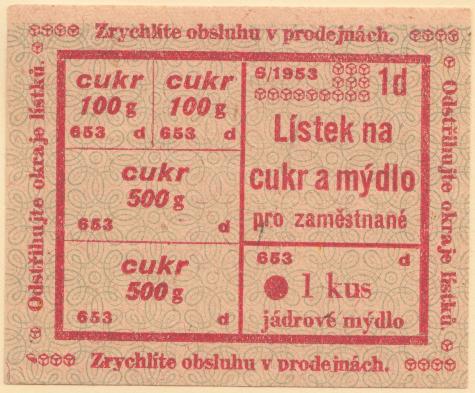 Zrychlíte obsluhu v prodejnách.
Odstřihujte okraje lístků.
cukr
100 g
653 d
cukr
100 g
653 d
6/1953
1d
Lístek na
cukr a mýdlo
pro zaměstnané
cukr
500 g
653 d
cukr
500 g
653 d
653 d
1 kus
jádrové mýdlo
Odstřihujte okraje lístků.
Zrychlíte obsluhu v prodejnách.